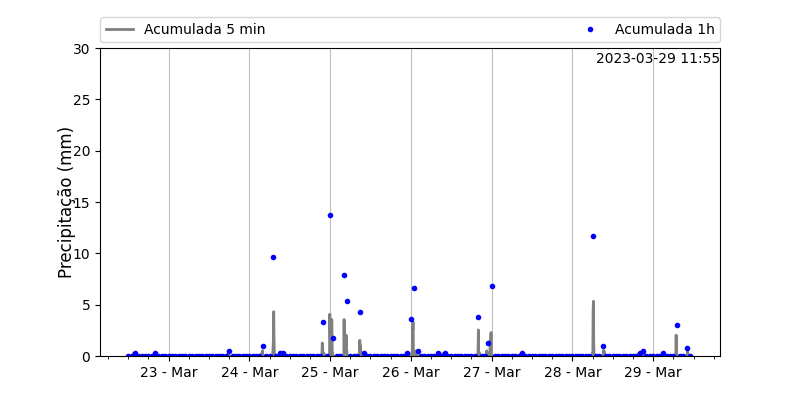 Acumulada 5 min Acumulada 1h
2023-03-29 11:55
Precipitação (mm)
30
25
20
15
10
5
0
23 - Mar 24 - Mar 25 - Mar 26 - Mar 27 - Mar 28 - Mar 29 - Mar